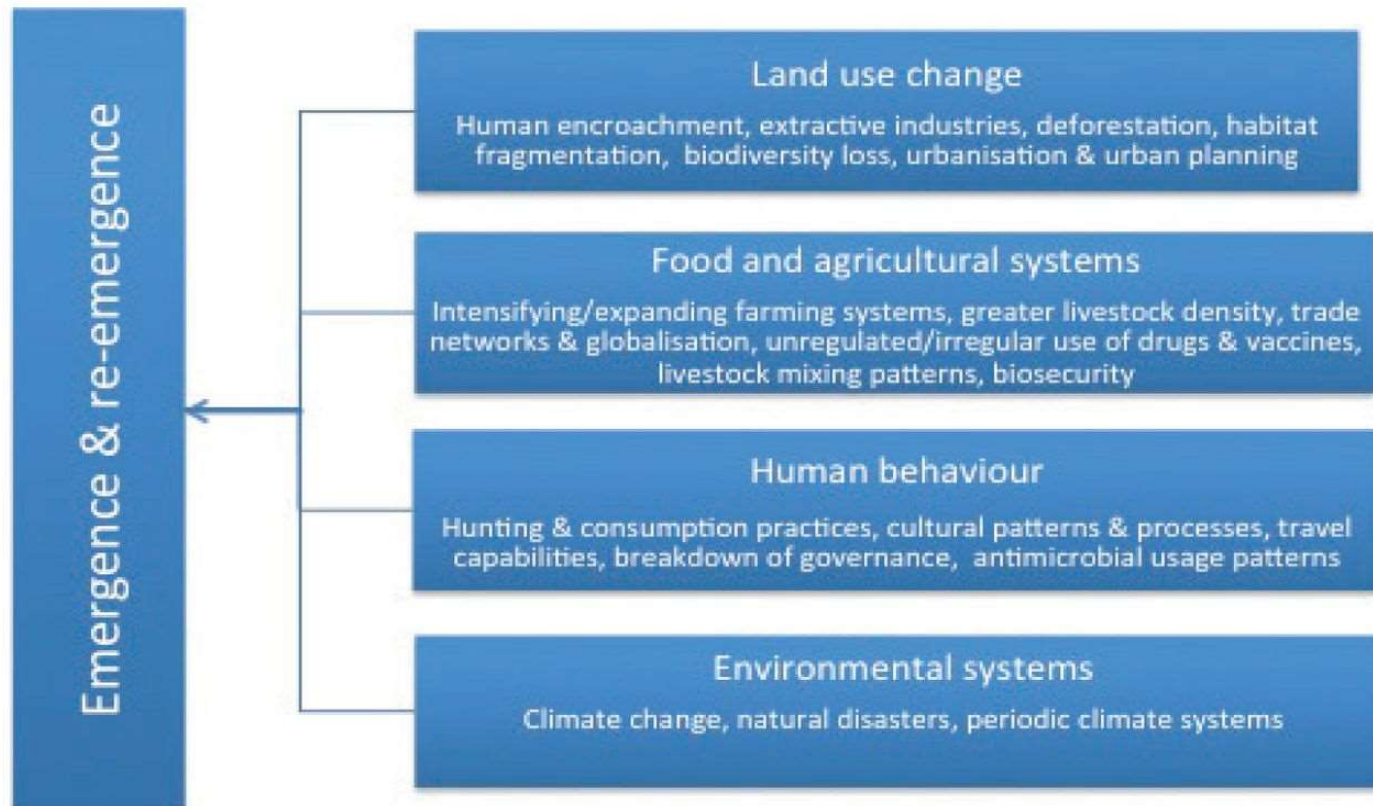 Emergence & re-emergence
Land use change
Human encroachment, extractive industries, deforestation, habitat
fragmentation, biodiversity loss, urbanisation & urban planning
Food and agricultural systems
Intensifying/expanding farming systems, greater livestock density, trade
networks & globalisation, unregulated/irregular use of drugs & vaccines,
livestock mixing patterns, biosecurity
Human behaviour
Hunting & consumption practices, cultural patterns & processes, travel
capabilities, breakdown of governance, antimicrobial usage patterns
Environmental systems
Climate change, natural disasters, periodic climate systems